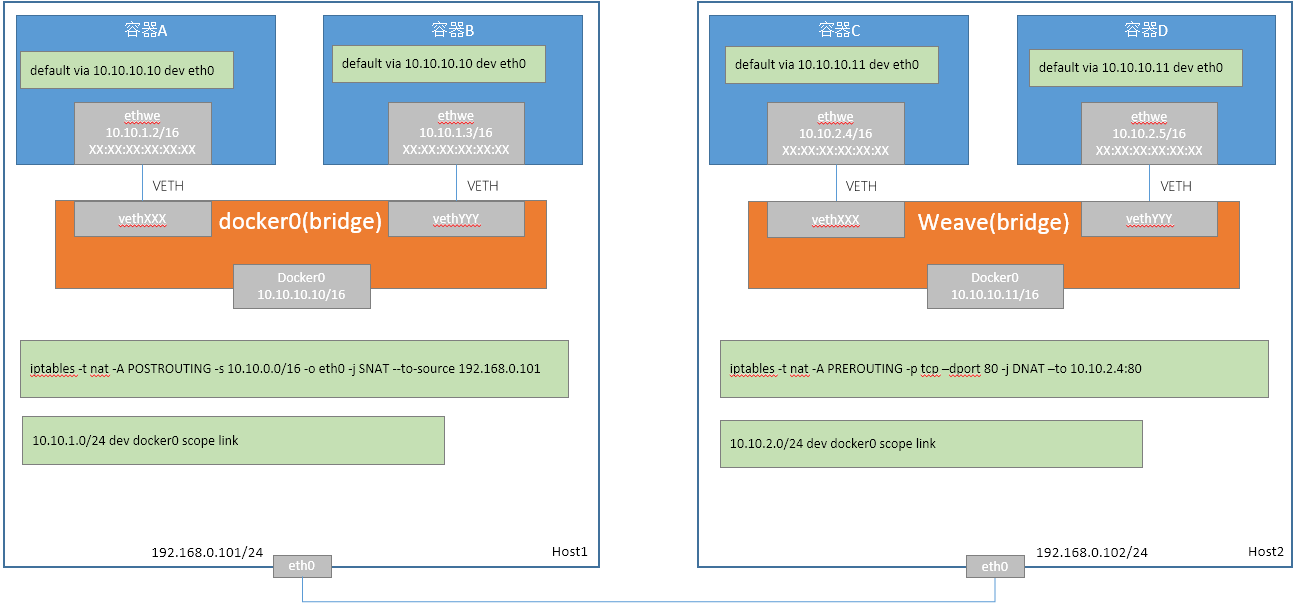 容器A
default via 10.10.10.10 dev eth0
ethwe
10.10.1.2/16
XX:XX:XX:XX:XX:XX
VETH
容器B
default via 10.10.10.10 dev eth0
ethwe
10.10.1.3/16
XX:XX:XX:XX:XX:XX
VETH
vethXXX
docker0(bridge)
vethYYY
Docker0
10.10.10.10/16
iptables -t nat -A POSTROUTING -s 10.10.0.0/16 -o eth0 -j SNAT --to-source 192.168.0.101
10.10.1.0/24 dev docker0 scope link
192.168.0.101/24
Host1
eth0
容器C
default via 10.10.10.11 dev eth0
ethwe
10.10.2.4/16
XX:XX:XX:XX:XX:XX
VETH
容器D
default via 10.10.10.11 dev eth0
ethwe
10.10.2.5/16
XX:XX:XX:XX:XX:XX
VETH
vethXXX
Weave(bridge)
vethYYY
Docker0
10.10.10.11/16
iptables -t nat -A PREROUTING -p tcp –dport 80 -j DNAT –to 10.10.2.4:80
10.10.2.0/24 dev docker0 scope link
192.168.0.102/24
Host2
eth0